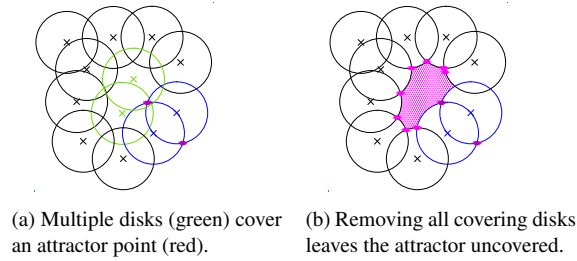 (a) Multiple disks (green) cover
an attractor point (red).
(b) Removing all covering disks
leaves the attractor uncovered.